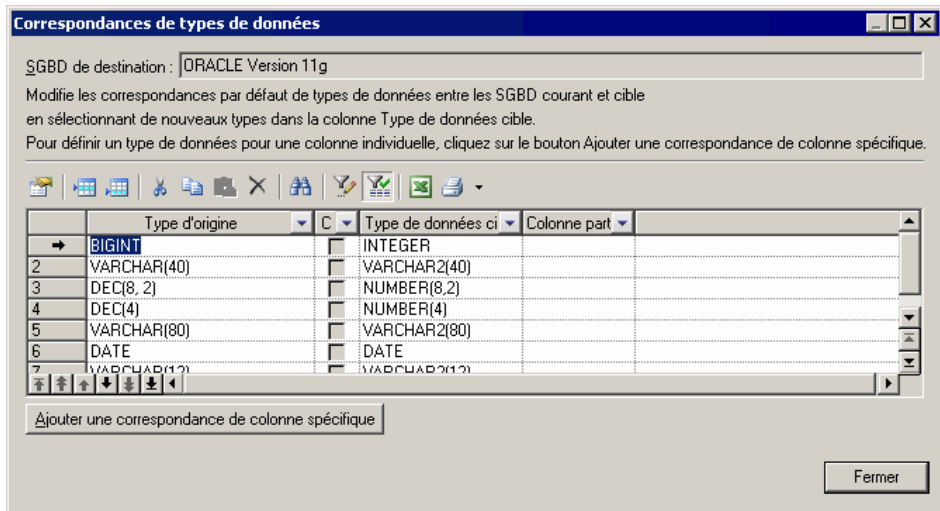 Correspondances de types de données
SGBD de destination : ORACLE Version 11g
Modifie les correspondances par défaut de types de données entre les SGBD courant et cible
en sélectionnant de nouveaux types dans la colonne Type de données cible.
Pour définir un type de données pour une colonne individuelle, cliquez sur le bouton Ajouter une correspondance de colonne spécifique.
Type d'origine C Type de données ci Colonne part
BIGINT INTEGER
2 VARCHAR(40) VARCHAR2(40)
3 DEC(8, 2) NUMBER(8,2)
4 DEC(4) NUMBER(4)
5 VARCHAR(80) VARCHAR2(80)
6 DATE DATE
7 VARCHAR(12) VARCHAR2(12)
Ajouter une correspondance de colonne spécifique
Fermer